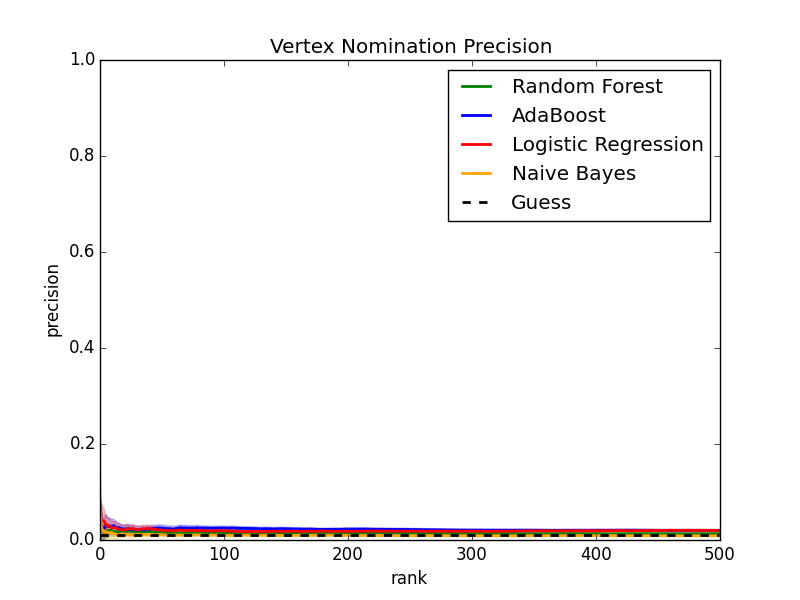 Vertex Nomination Precision
1.0
0.8
0.6
0.4
0.2
0.0
precision
Random Forest
AdaBoost
Logistic Regression
Naive Bayes
Guess
0 100 200 300 400 500
rank